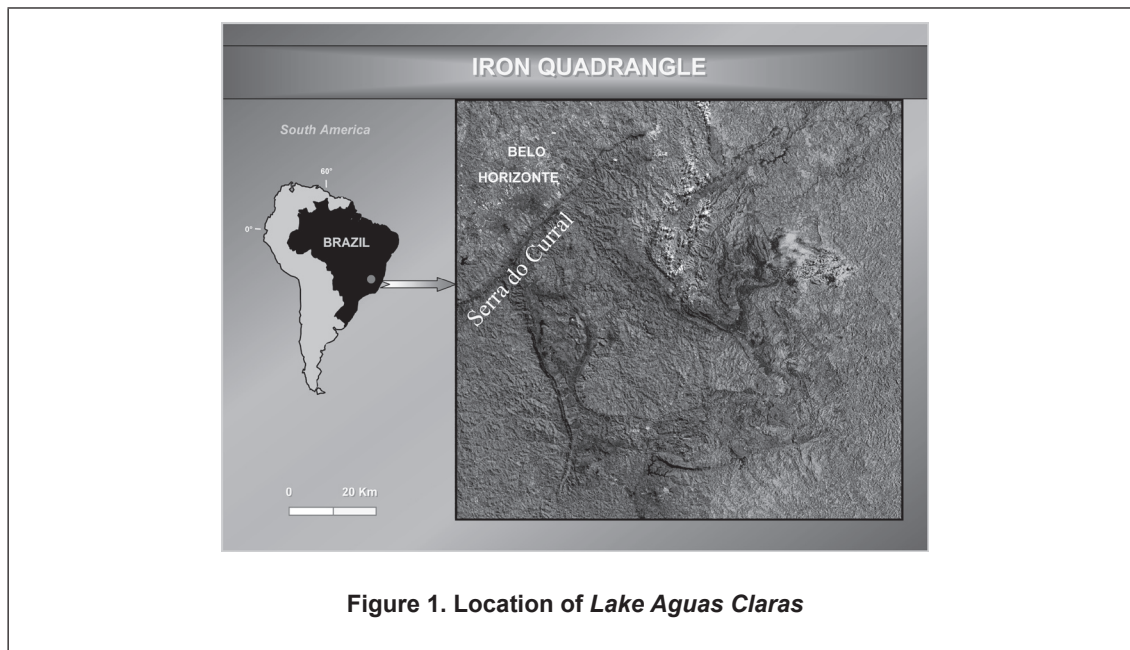 IRON QUADRANGLE
South America
60°
0°
BRAZIL
BELO
HORIZONTE
Serra do Curral
0 20 Km
Figure 1. Location of Lake Aguas Claras